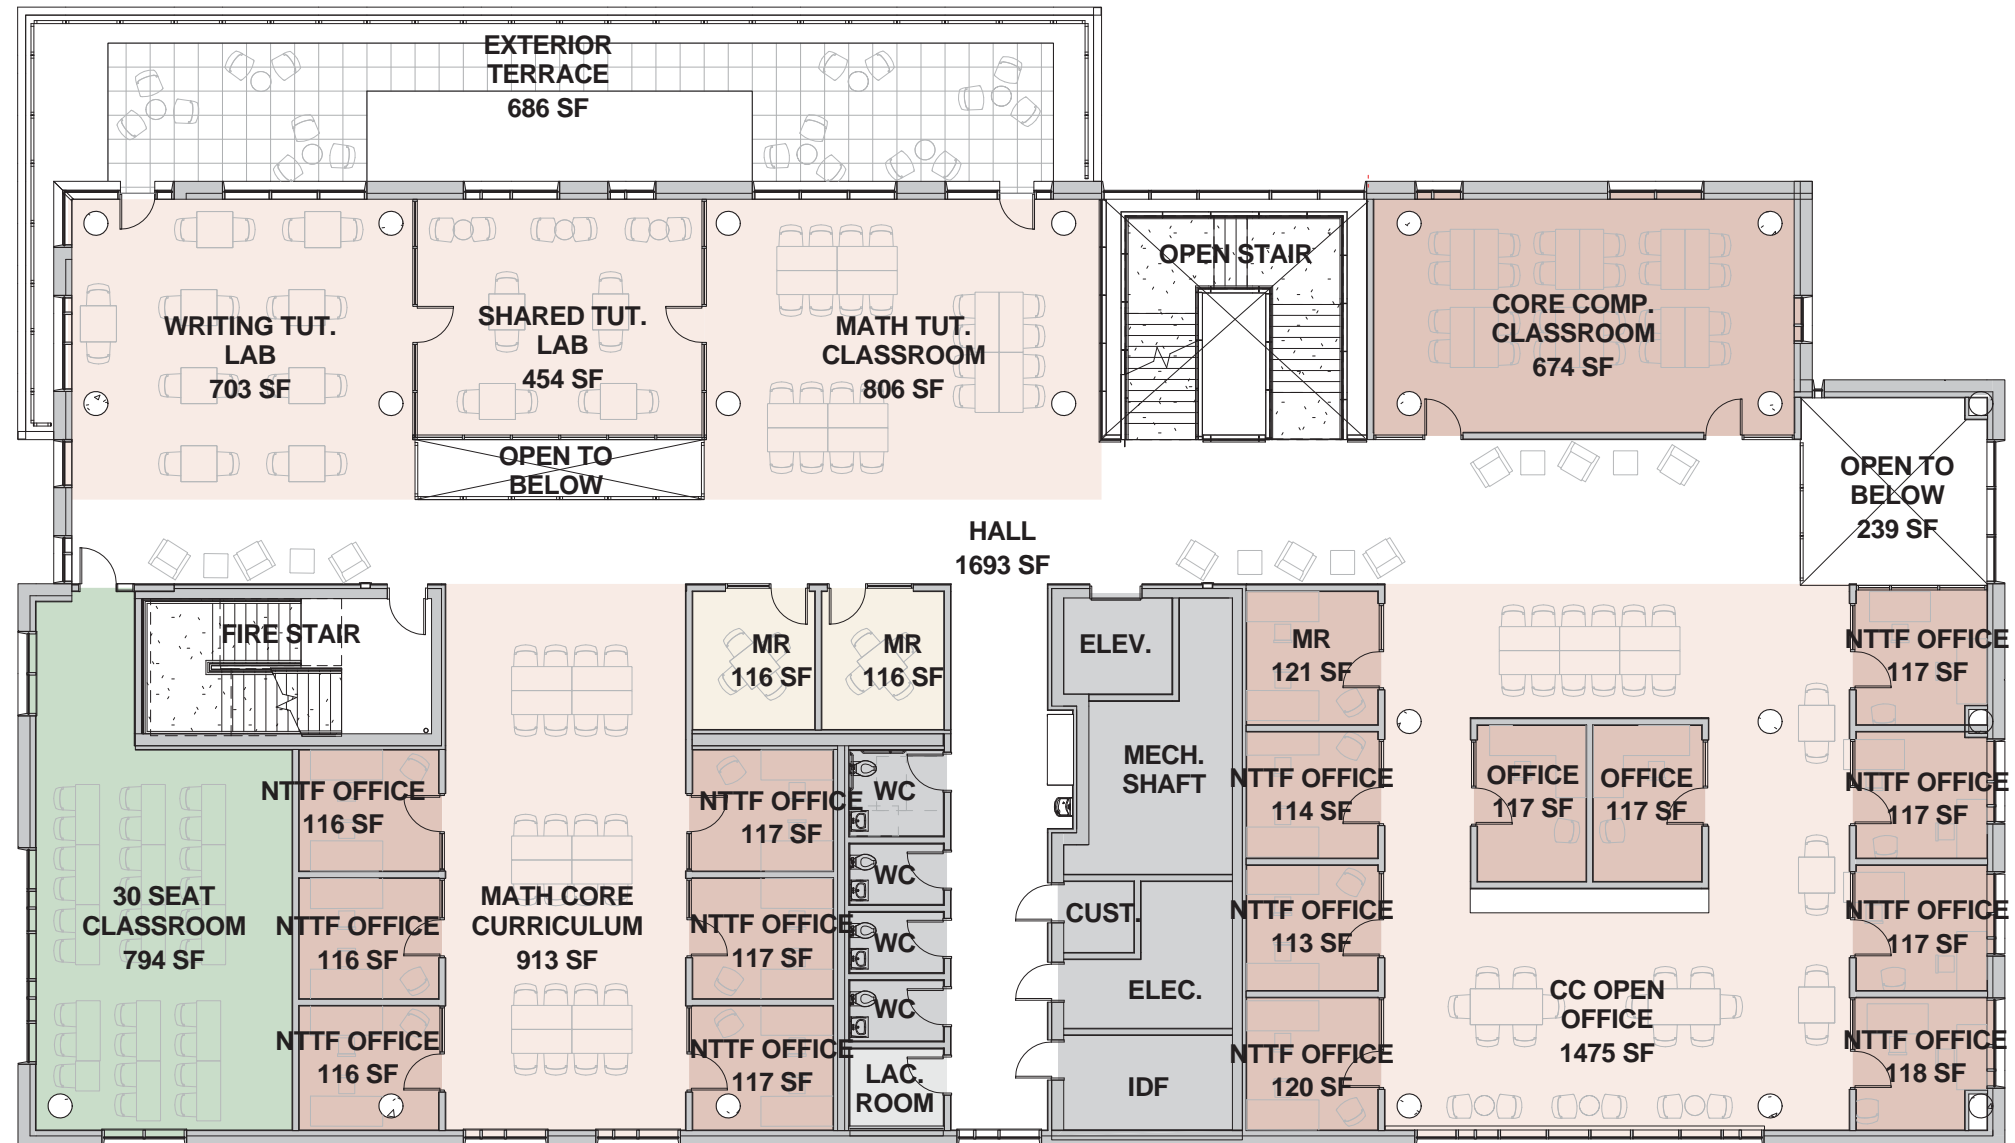 EXTERIOR
TERRACE
686 SF
OPEN STAIR
WRITING TUT.
LAB
703 SF
SHARED TUT.
LAB
454 SF
MATH TUT.
CLASSROOM
806 SF
CORE COMP.
CLASSROOM
674 SF
OPEN TO
BELOW
OPEN TO
BELOW
239 SF
HALL
1693 SF
FIRE STAIR
MR
116 SF
MR
116 SF
ELEV.
MR
121 SF
NTTF OFFICE
117 SF
MECH.
SHAFT
NTTF OFFICE
116 SF
NTTF OFFICE
117 SF
WC
NTTF OFFICE
114 SF
OFFICE
117 SF
OFFICE
117 SF
NTTF OFFICE
117 SF
30 SEAT
CLASSROOM
794 SF
NTTF OFFICE
116 SF
MATH CORE
CURRICULUM
913 SF
NTTF OFFICE
117 SF
WC
WC
CUST.
NTTF OFFICE
113 SF
NTTF OFFICE
117 SF
WC
ELEC.
CC OPEN
OFFICE
1475 SF
NTTF OFFICE
116 SF
NTTF OFFICE
117 SF
LAC.
ROOM
IDF
NTTF OFFICE
120 SF
NTTF OFFICE
118 SF